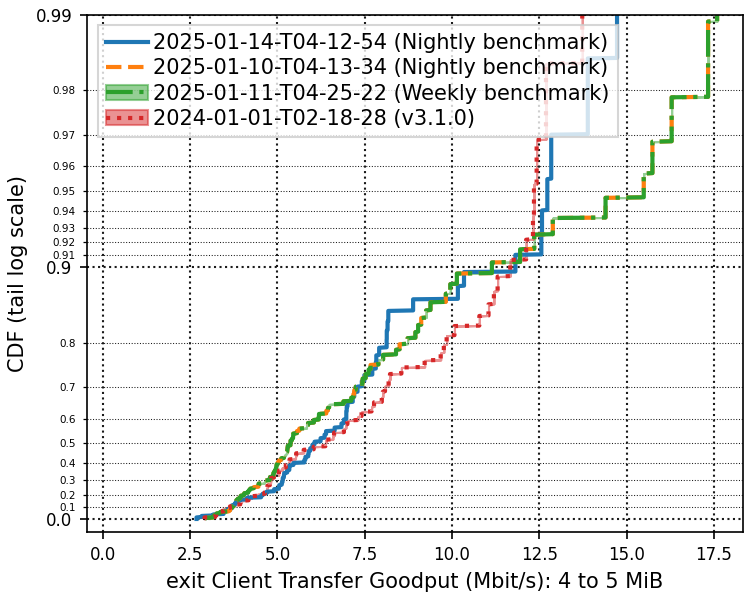 0.99
2025-01-14-T04-12-54 (Nightly benchmark)
2025-01-10-T04-13-34 (Nightly benchmark)
2025-01-11-T04-25-22 (Weekly benchmark)
2024-01-01-T02-18-28 (v3.1.0)
0.98
0.97
0.96
0.95
0.94
0.93
0.92
0.91
0.9
0.8
0.7
0.6
0.5
0.4
0.3
0.2
0.1
0.0
CDF (tail log scale)
0.0 2.5 5.0 7.5 10.0 12.5 15.0 17.5
exit Client Transfer Goodput (Mbit/s): 4 to 5 MiB